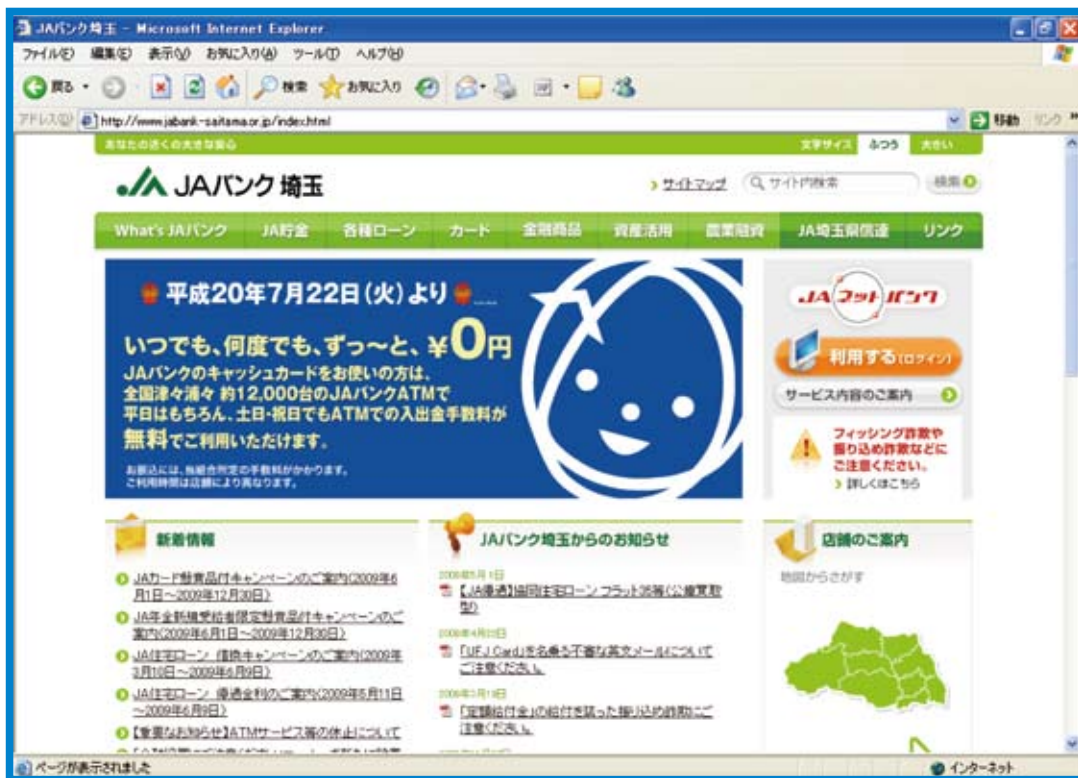 JAバンク埼玉 - Microsoft Internet Explorer
ファイル(F) 編集(E) 表示(V) お気に入り(A) ツール(T) ヘルプ(H)
戻る 検索 お気に入り
アドレス(D) http://www.jabank-saitama.or.jp/index.html 移動 リンク
あなたの近くの大きな安心 文字サイズ ふつう 大きい
JAバンク 埼玉 サイトマップ サイト内検索 検索
What's JAバンク JA貯金 各種ローン カード 金融商品 資産活用 農業融資 JA埼玉県信連 リンク
平成20年7月22日(火)より
いつでも、何度でも、ずっ〜と、¥0円
JAバンクのキャッシュカードをお使いの方は、
全国津々浦々 約12,000台のJAバンクATMで
平日はもちろん、土日・祝日でもATMでの入出金手数料が
無料でご利用いただけます。
お振込には、当組合所定の手数料がかかります。
ご利用時間は店舗により異なります。
JAネットバンク
利用する(ログイン)
サービス内容のご案内
フィッシング詐欺や
振り込め詐欺などに
ご注意ください。
詳しくはこちら
新着情報
JAカード懸賞品付キャンペーンのご案内(2009年6
月1日〜2009年12月30日)
JA年金新規受給者限定懸賞品付キャンペーンのご
案内(2009年6月1日〜2009年12月30日)
JA住宅ローン 借換キャンペーンのご案内(2009年
3月10日〜2009年6月9日)
JA住宅ローン 優遇金利のご案内(2009年5月11日
〜2009年6月9日)
【重要なお知らせ】ATMサービス等の休止について
JAバンク埼玉からのお知らせ
【JA優遇】協同住宅ローン フラット35等(公庫買取
型)
「UFJ Card」を名乗る不審な英文メールについて
ご注意ください。
「定額給付金」の給付を装った振り込め詐欺にご
注意ください。
店舗のご案内
地図からさがす
ページが表示されました インターネット